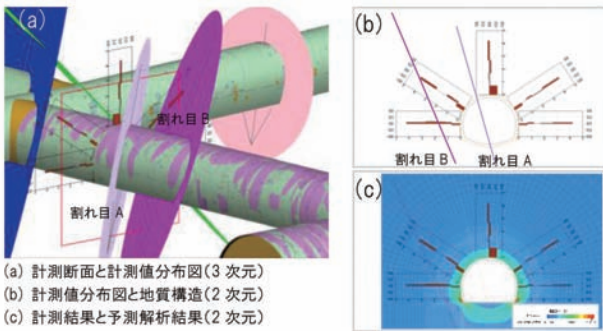 (a)
割れ目 B
割れ目 A
(b)
割れ目 B
割れ目 A
(c)
(a) 計測断面と計測値分布図(3 次元)
(b) 計測値分布図と地質構造(2 次元)
(c) 計測結果と予測解析結果(2 次元)